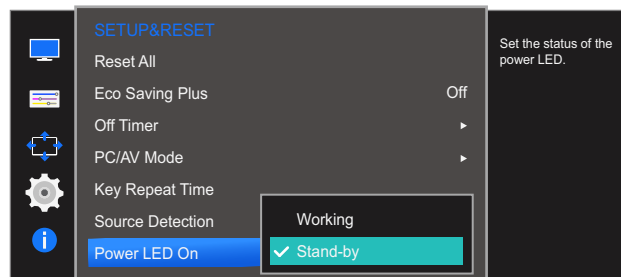 SETUP&RESET
Reset All
Eco Saving Plus Off
Off Timer
PC/AV Mode
Key Repeat Time
Source Detection
Power LED On
Working
Stand-by
Set the status of the
power LED.